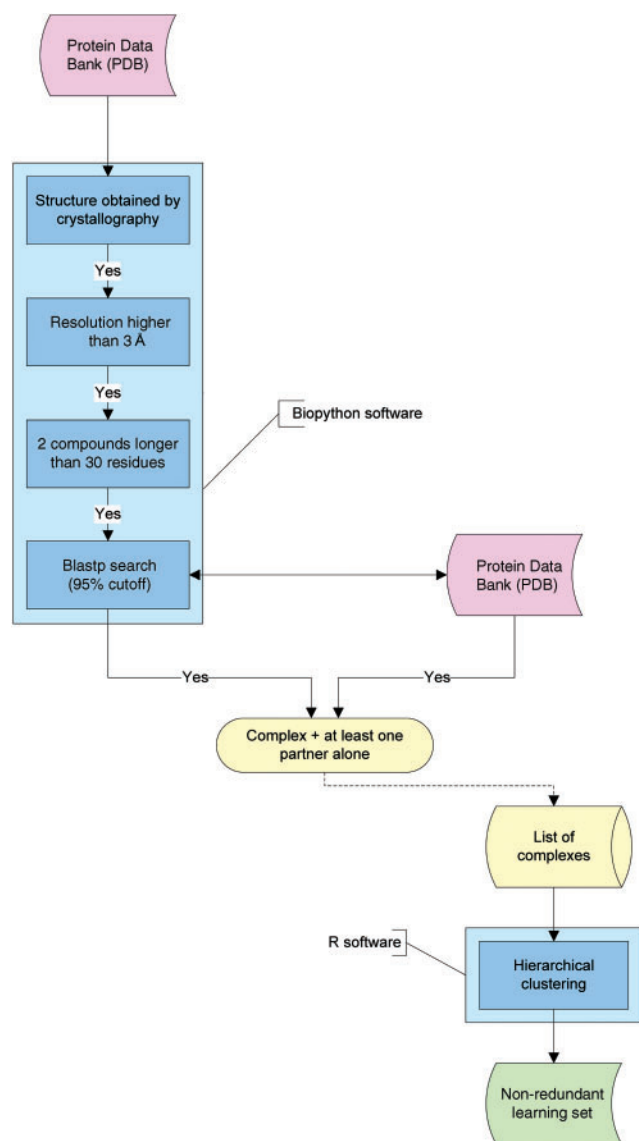 Protein Data
Bank (PDB)
Structure obtained by
crystallography
Yes
Resolution higher
than 3 Å
Yes
2 compounds longer
than 30 residues
Biopython software
Yes
Blastp search
(95% cutoff)
Protein Data
Bank (PDB)
Yes
Yes
Complex + at least one
partner alone
List of
complexes
R software
Hierarchical
clustering
Non-redundant
learning set